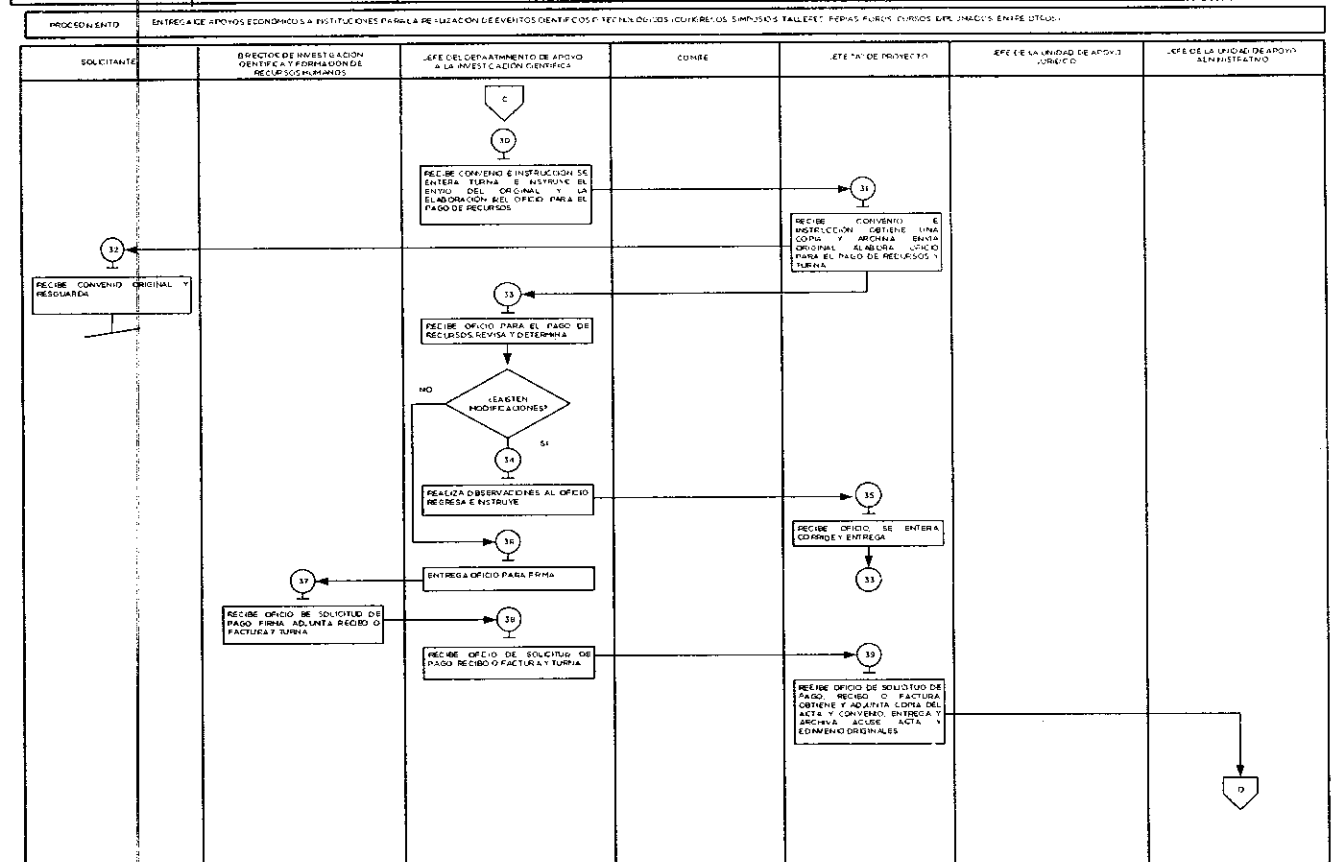 PROCEDIMIENTO
ENTREGA DE APOYOS ECONÓMICOS A INSTITUCIONES PARA LA REALIZACIÓN DE EVENTOS CIENTÍFICOS O TECNOLÓGICOS (CONGRESOS, SIMPOSIOS, TALLERES, FERIAS, FOROS, CURSOS, DIPLOMADOS, ENTRE OTROS)
SOLICITANTE
DIRECTOR DE INVESTIGACIÓN
CIENTÍFICA Y FORMACIÓN DE
RECURSOS HUMANOS
JEFE DEL DEPARTAMMENTO DE APOYO
A LA INVESTIGACIÓN CIENTÍFICA
COMITÉ
JEFE "A" DE PROYECTO
JEFE DE LA UNIDAD DE APOYO
JURÍDICO
JEFE DE LA UNIDAD DE APOYO
ADMINISTRATIVO
C
30
RECIBE CONVENIO E INSTRUCCIÓN SE
ENTERA TURNA E INSTRUYE EL
ENVIO DEL ORIGINAL Y LA
ELABORACIÓN DEL OFICIO PARA EL
PAGO DE RECURSOS
31
RECIBE CONVENIO E
INSTRUCCIÓN OBTIENE UNA
COPIA Y ARCHIVA ENVIA
ORIGINAL ELABORA OFICIO
PARA EL PAGO DE RECURSOS Y
TURNA
32
RECIBE CONVENIO ORIGINAL Y
RESGUARDA
33
RECIBE OFICIO PARA EL PAGO DE
RECURSOS, REVISA Y DETERMINA
¿EXISTEN
MODIFICACIONES?
NO
SI
34
REALIZA OBSERVACIONES AL OFICIO
REGRESA E INSTRUYE
35
RECIBE OFICIO, SE ENTERA
CORRIGE Y ENTREGA
33
36
ENTREGA OFICIO PARA FIRMA
37
RECIBE OFICIO DE SOLICITUD DE
PAGO FIRMA ADJUNTA RECIBO O
FACTURA Y TURNA
38
RECIBE OFICIO DE SOLICITUD DE
PAGO RECIBO O FACTURA Y TURNA
39
RECIBE OFICIO DE SOLICITUD DE
PAGO, RECIBO O FACTURA,
OBTIENE Y ADJUNTA COPIA DEL
ACTA Y CONVENIO, ENTREGA Y
ARCHIVA ACUSE ACTA Y
CONVENIO ORIGINALES
D